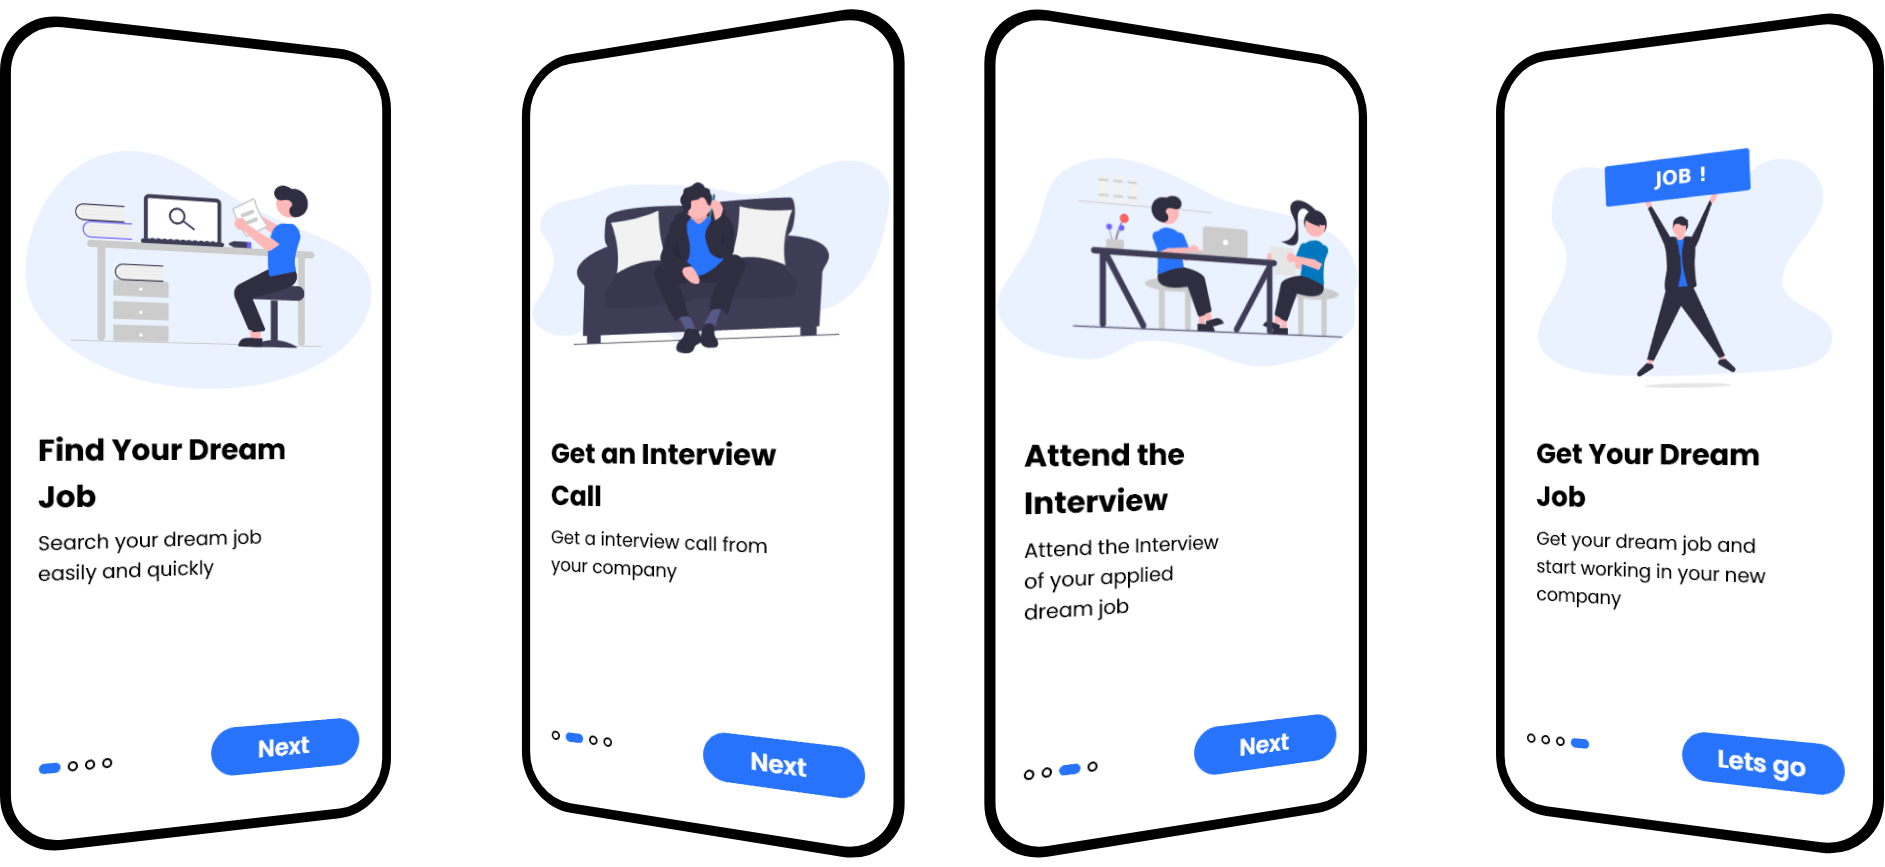 Find Your Dream
Job
Search your dream job
easily and quickly
Next
Get an Interview
Call
Get a interview call from
your company
Next
Attend the
Interview
Attend the Interview
of your applied
dream job
Next
JOB !
Get Your Dream
Job
Get your dream job and
start working in your new
company
Lets go